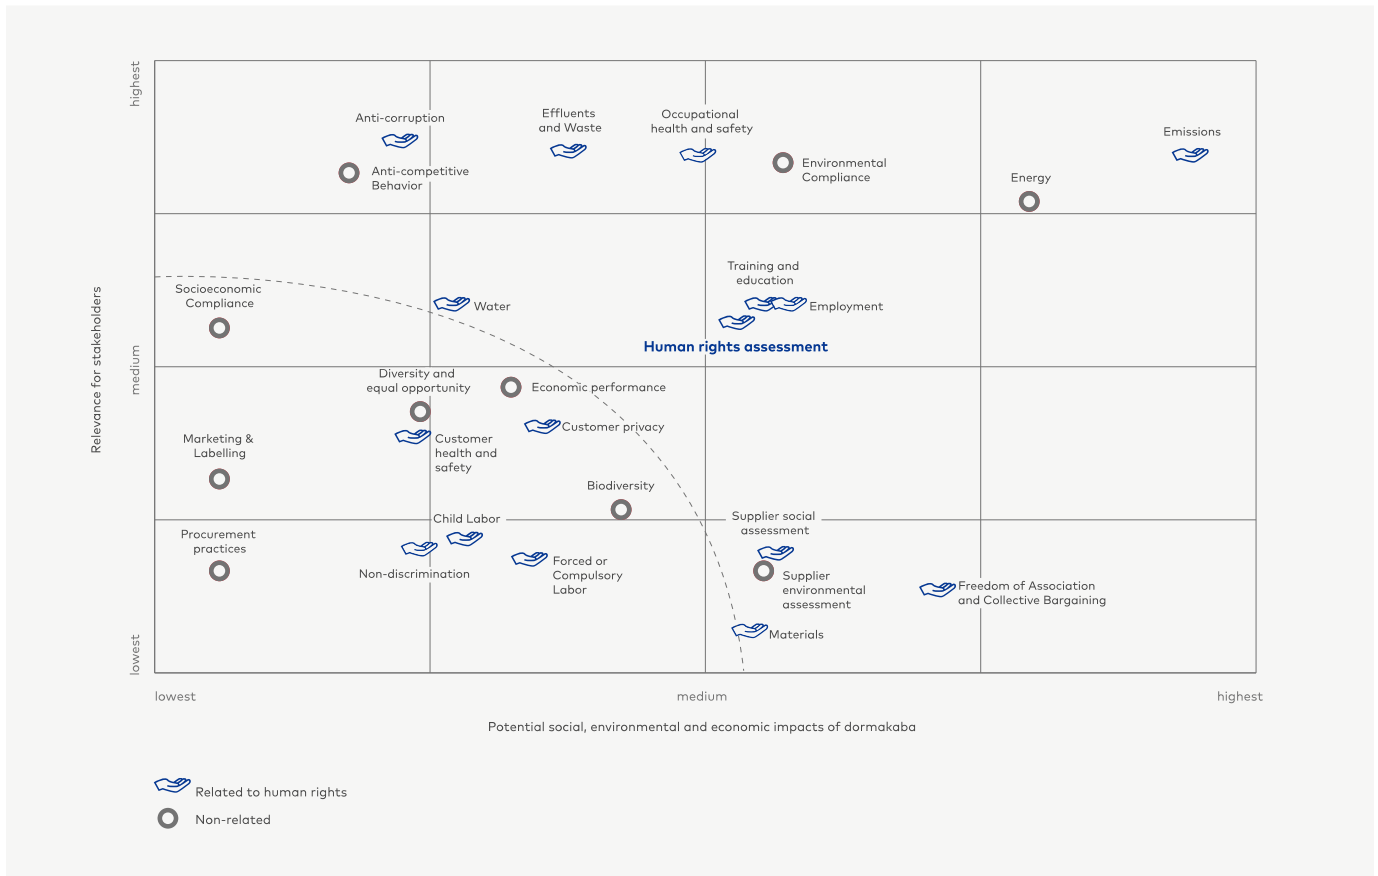 highest
Anti-corruption
Effluents
and Waste
Occupational
health and safety
Emissions
Anti-competitive
Behavior
Environmental
Compliance
Energy
Training and
education
Socioeconomic
Compliance
Water
Employment
Human rights assessment
Relevance for stakeholders
medium
Diversity and
equal opportunity
Economic performance
Customer privacy
Marketing &
Labelling
Customer
health and
safety
Biodiversity
Child Labor
Supplier social
assessment
Procurement
practices
Non-discrimination
Forced or
Compulsory
Labor
Supplier
environmental
assessment
Freedom of Association
and Collective Bargaining
Materials
lowest
lowest
medium
highest
Potential social, environmental and economic impacts of dormakaba
Related to human rights
Non-related